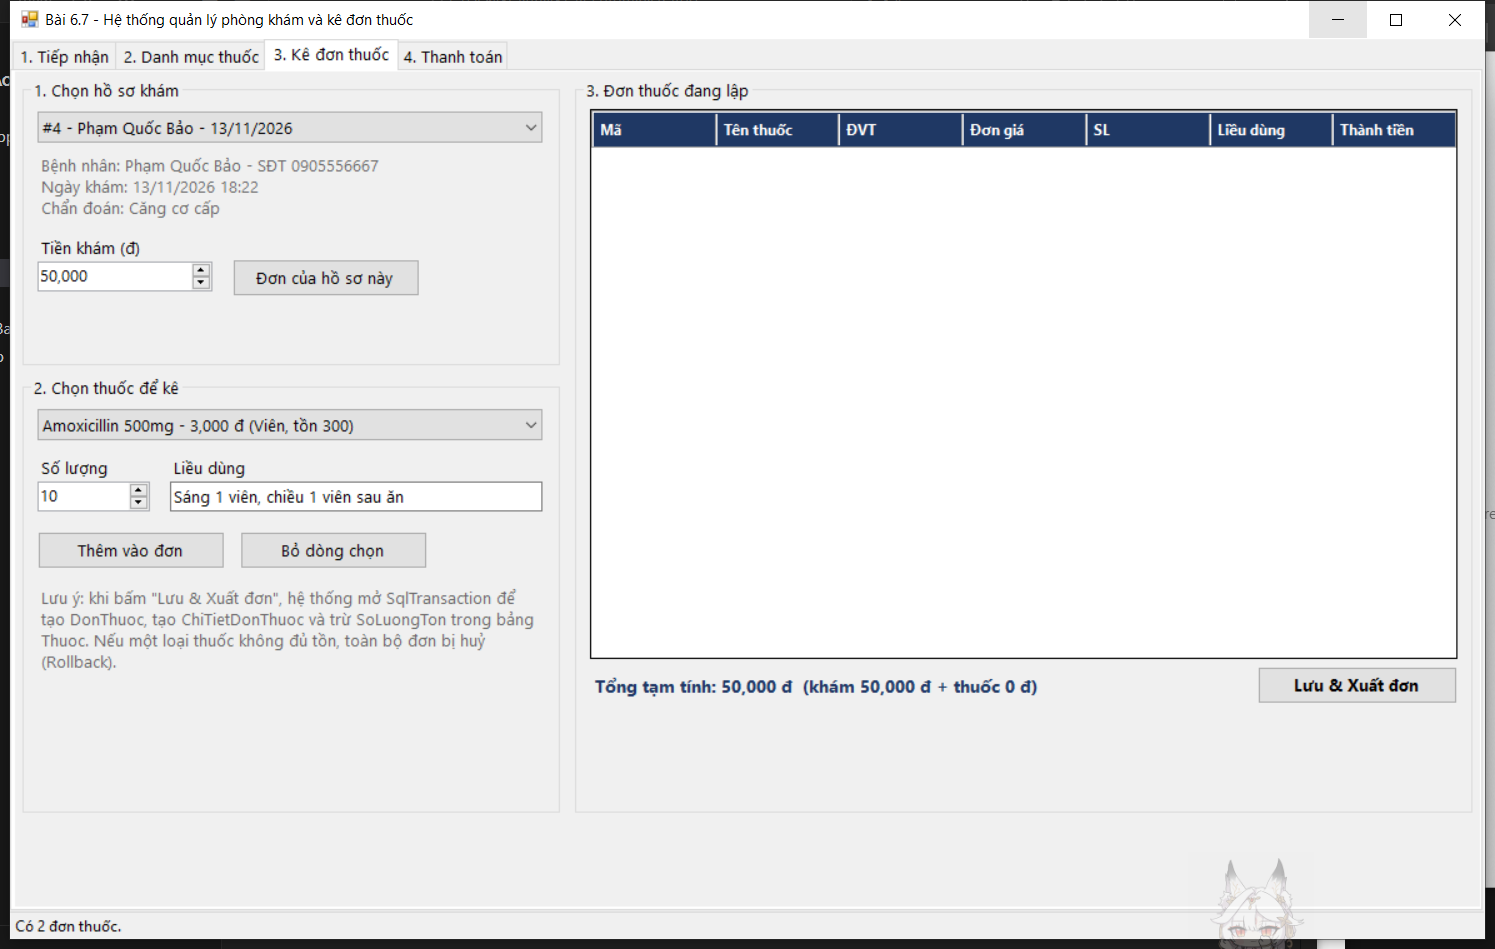 Bài 6.7 - Hệ thống quản lý phòng khám và kê đơn thuốc
1. Tiếp nhận
2. Danh mục thuốc
3. Kê đơn thuốc
4. Thanh toán
1. Chọn hồ sơ khám
#4 - Phạm Quốc Bảo - 13/11/2026
Bệnh nhân: Phạm Quốc Bảo - SĐT 0905556667
Ngày khám: 13/11/2026 18:22
Chẩn đoán: Căng cơ cấp
Tiền khám (đ)
50,000
Đơn của hồ sơ này
2. Chọn thuốc để kê
Amoxicillin 500mg - 3,000 đ (Viên, tồn 300)
Số lượng
Liều dùng
10
Sáng 1 viên, chiều 1 viên sau ăn
Thêm vào đơn
Bỏ dòng chọn
Lưu ý: khi bấm "Lưu & Xuất đơn", hệ thống mở SqlTransaction để
tạo DonThuoc, tạo ChiTietDonThuoc và trừ SoLuongTon trong bảng
Thuoc. Nếu một loại thuốc không đủ tồn, toàn bộ đơn bị huỷ
(Rollback).
3. Đơn thuốc đang lập
Mã
Tên thuốc
ĐVT
Đơn giá
SL
Liều dùng
Thành tiền
Tổng tạm tính: 50,000 đ (khám 50,000 đ + thuốc 0 đ)
Lưu & Xuất đơn
Có 2 đơn thuốc.